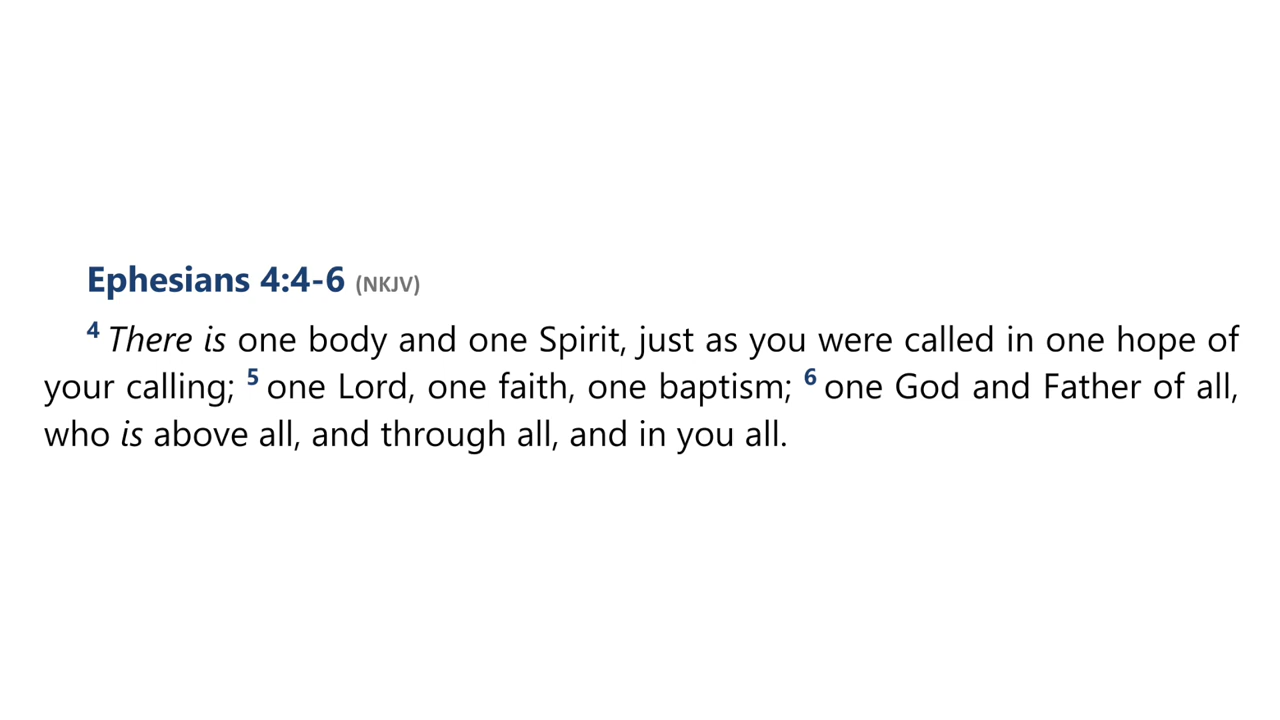 Ephesians 4:4-6 (NKJV)
4 There is one body and one Spirit, just as you were called in one hope of
your calling; 5 one Lord, one faith, one baptism; 6 one God and Father of all,
who is above all, and through all, and in you all.